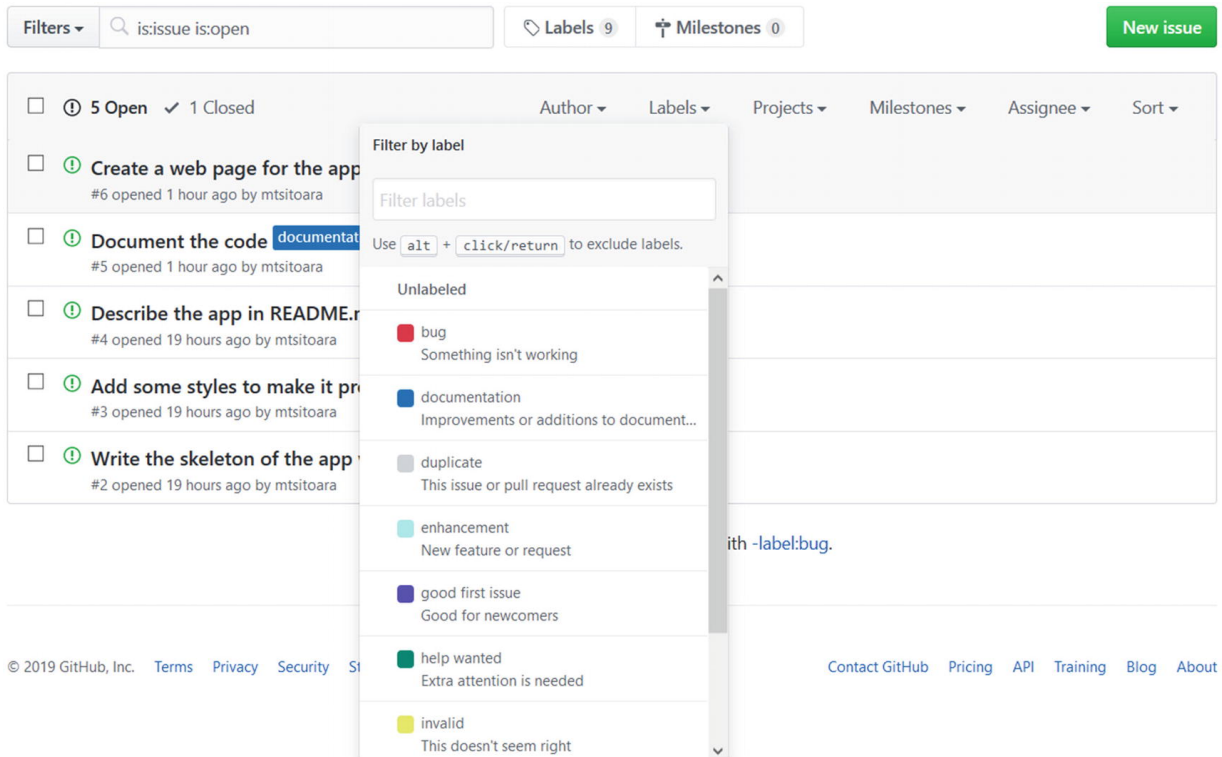 Filters is:issue is:open Labels 9 Milestones 0 New issue
5 Open 1 Closed Author Labels Projects Milestones Assignee Sort
Create a web page for the app
#6 opened 1 hour ago by mtsitoara
Document the code documentat
#5 opened 1 hour ago by mtsitoara
Describe the app in README.
#4 opened 19 hours ago by mtsitoara
Add some styles to make it pr
#3 opened 19 hours ago by mtsitoara
Write the skeleton of the app
#2 opened 19 hours ago by mtsitoara
Filter by label
Filter labels
Use alt + click/return to exclude labels.
Unlabeled
bug
Something isn't working
documentation
Improvements or additions to document...
duplicate
This issue or pull request already exists
enhancement
New feature or request
good first issue
Good for newcomers
help wanted
Extra attention is needed
invalid
This doesn't seem right
ith -label:bug.
© 2019 GitHub, Inc. Terms Privacy Security St Contact GitHub Pricing API Training Blog About